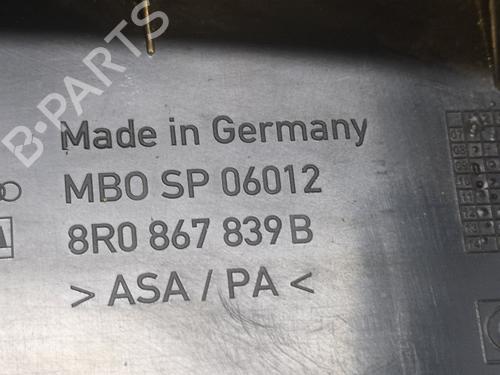 B-PARTS
Made in Germany
MBO SP 06012
8R0 867 839 B
> ASA / PA <